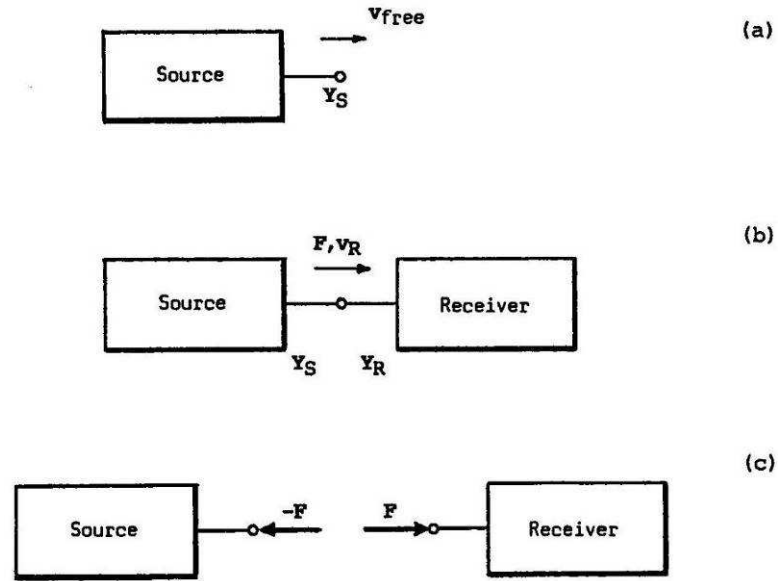 v_free
(a)
Source
Y_S
(b)
F,v_R
Source
Receiver
Y_S
Y_R
(c)
Source
-F
F
Receiver